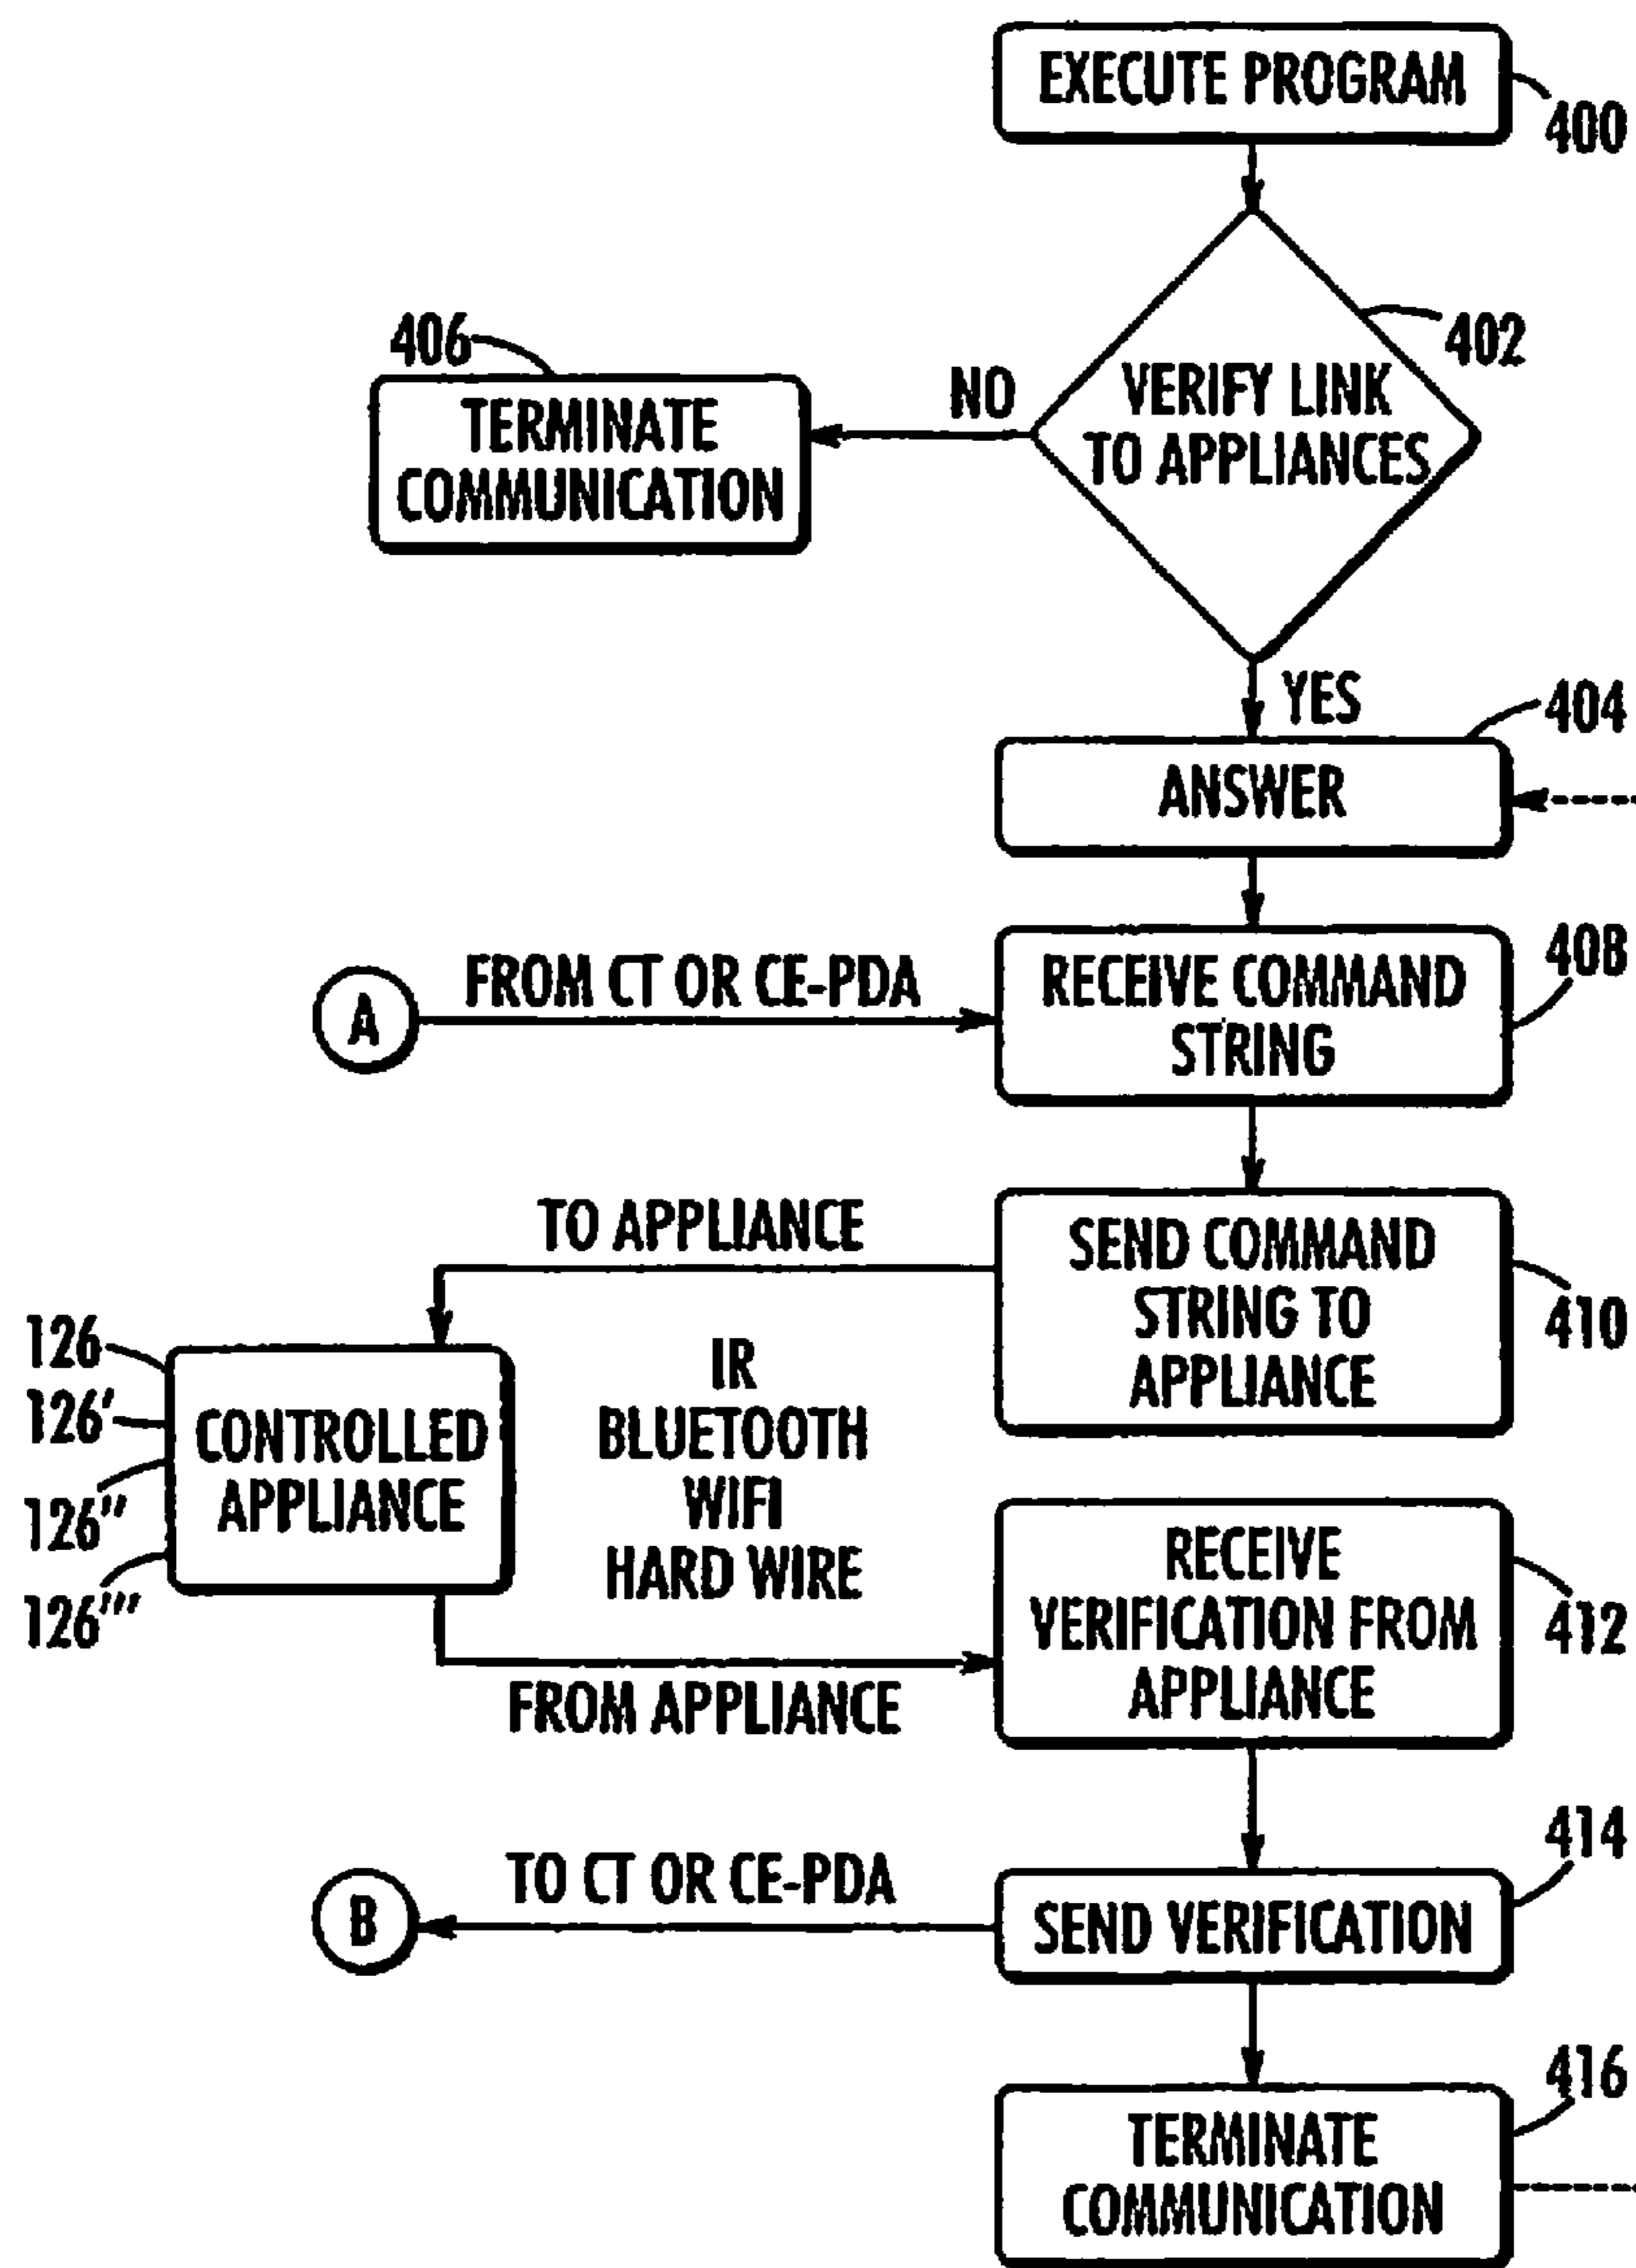 EXECUTE PROGRAM
400
402
406
NO
VERIFY LINK
TO APPLIANCES
TERMINATE
COMMUNICATION
YES
404
ANSWER
408
A
FROM CT OR CE-PDA
RECEIVE COMMAND
STRING
TO APPLIANCE
SEND COMMAND
STRING TO
APPLIANCE
410
126
126'
126"
126'"
CONTROLLED
APPLIANCE
IR
BLUETOOTH
WIFI
HARD WIRE
RECEIVE
VERIFICATION FROM
APPLIANCE
412
FROM APPLIANCE
414
B
TO CT OR CE-PDA
SEND VERIFICATION
416
TERMINATE
COMMUNICATION